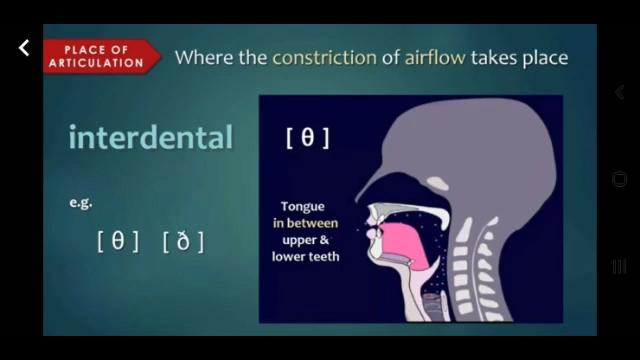 PLACE OF
ARTICULATION
Where the constriction of airflow takes place
interdental
[ θ ]
e.g.
[ θ ] [ ð ]
Tongue
in between
upper &
lower teeth